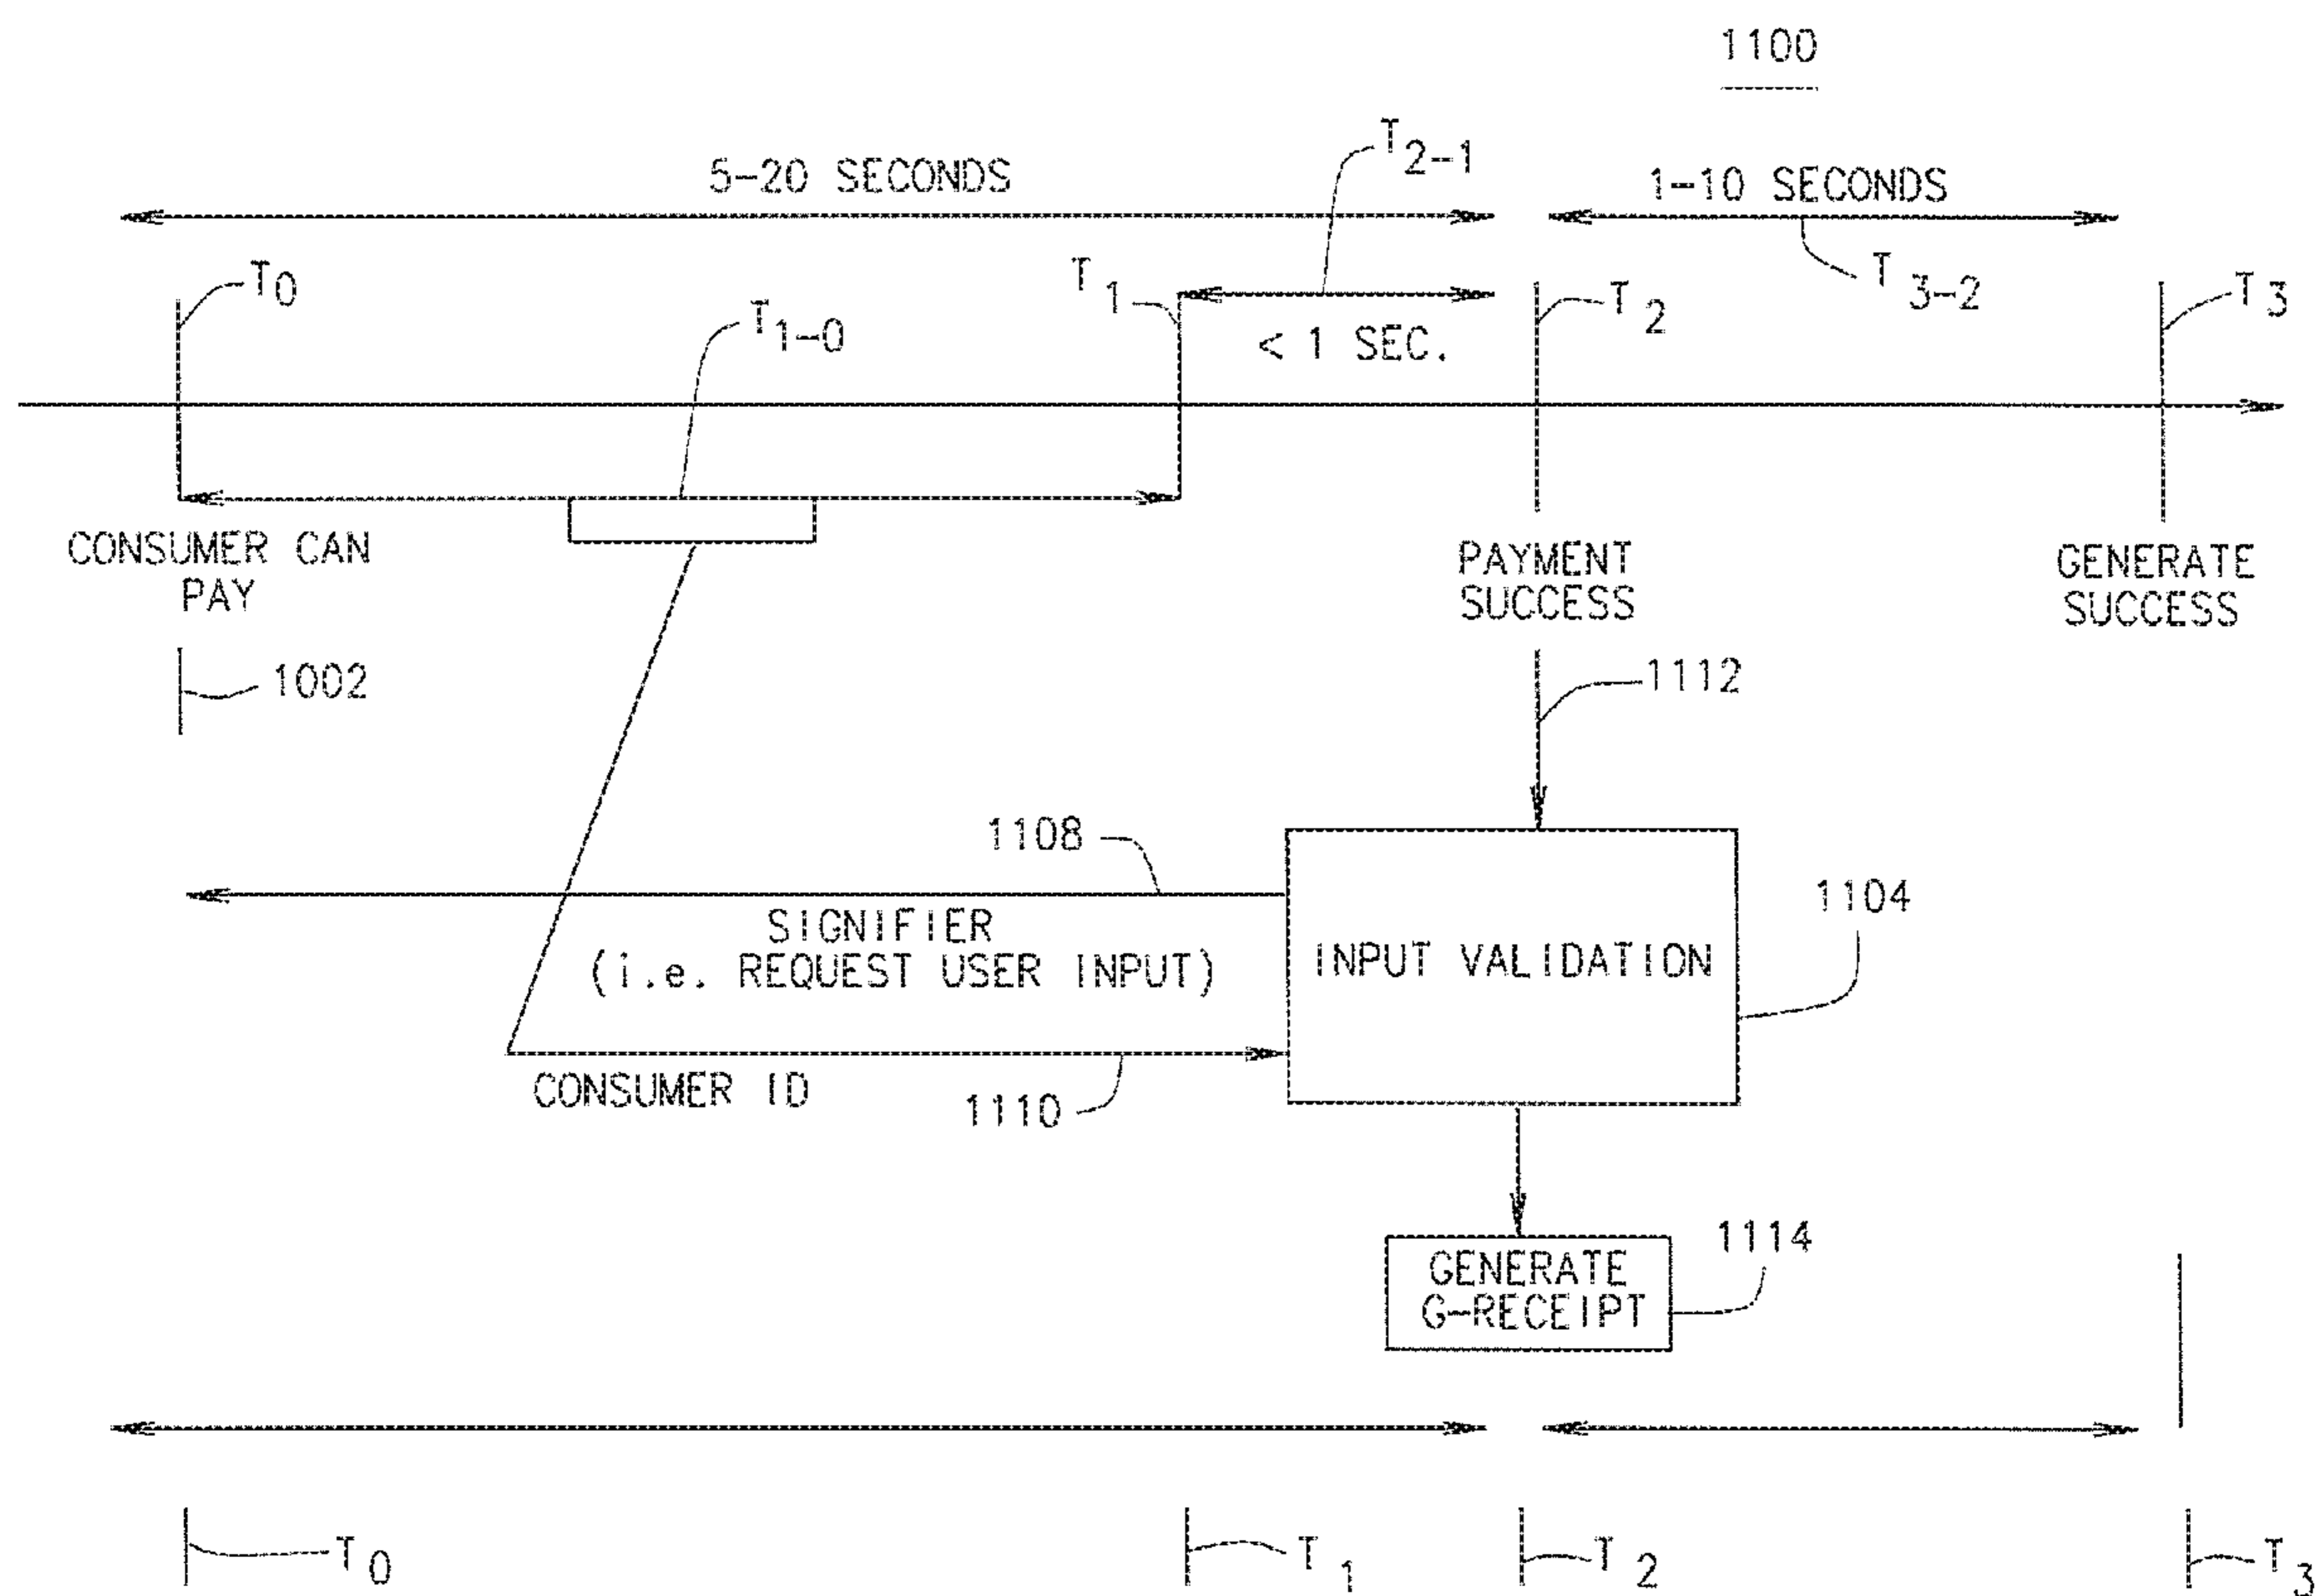 1100
T2-1
5-20 SECONDS
1-10 SECONDS
T0
T1
T2
T3-2
T3
T1-0
< 1 SEC.
CONSUMER CAN
PAY
PAYMENT
SUCCESS
GENERATE
SUCCESS
1002
1112
1108
1104
SIGNIFIER
(i.e. REQUEST USER INPUT)
INPUT VALIDATION
CONSUMER ID
1110
1114
GENERATE
G-RECEIPT
T0
T1
T2
T3